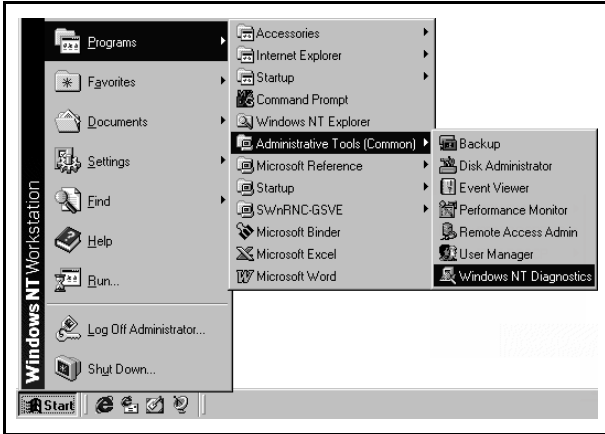 Programs
Favorites
Documents
Settings
Find
Help
Run...
Log Off Administrator...
Shut Down...
Windows NT Workstation
Start
Accessories
Internet Explorer
Startup
Command Prompt
Windows NT Explorer
Administrative Tools (Common)
Microsoft Reference
Startup
SWnRNC-GSVE
Microsoft Binder
Microsoft Excel
Microsoft Word
Backup
Disk Administrator
Event Viewer
Performance Monitor
Remote Access Admin
User Manager
Windows NT Diagnostics